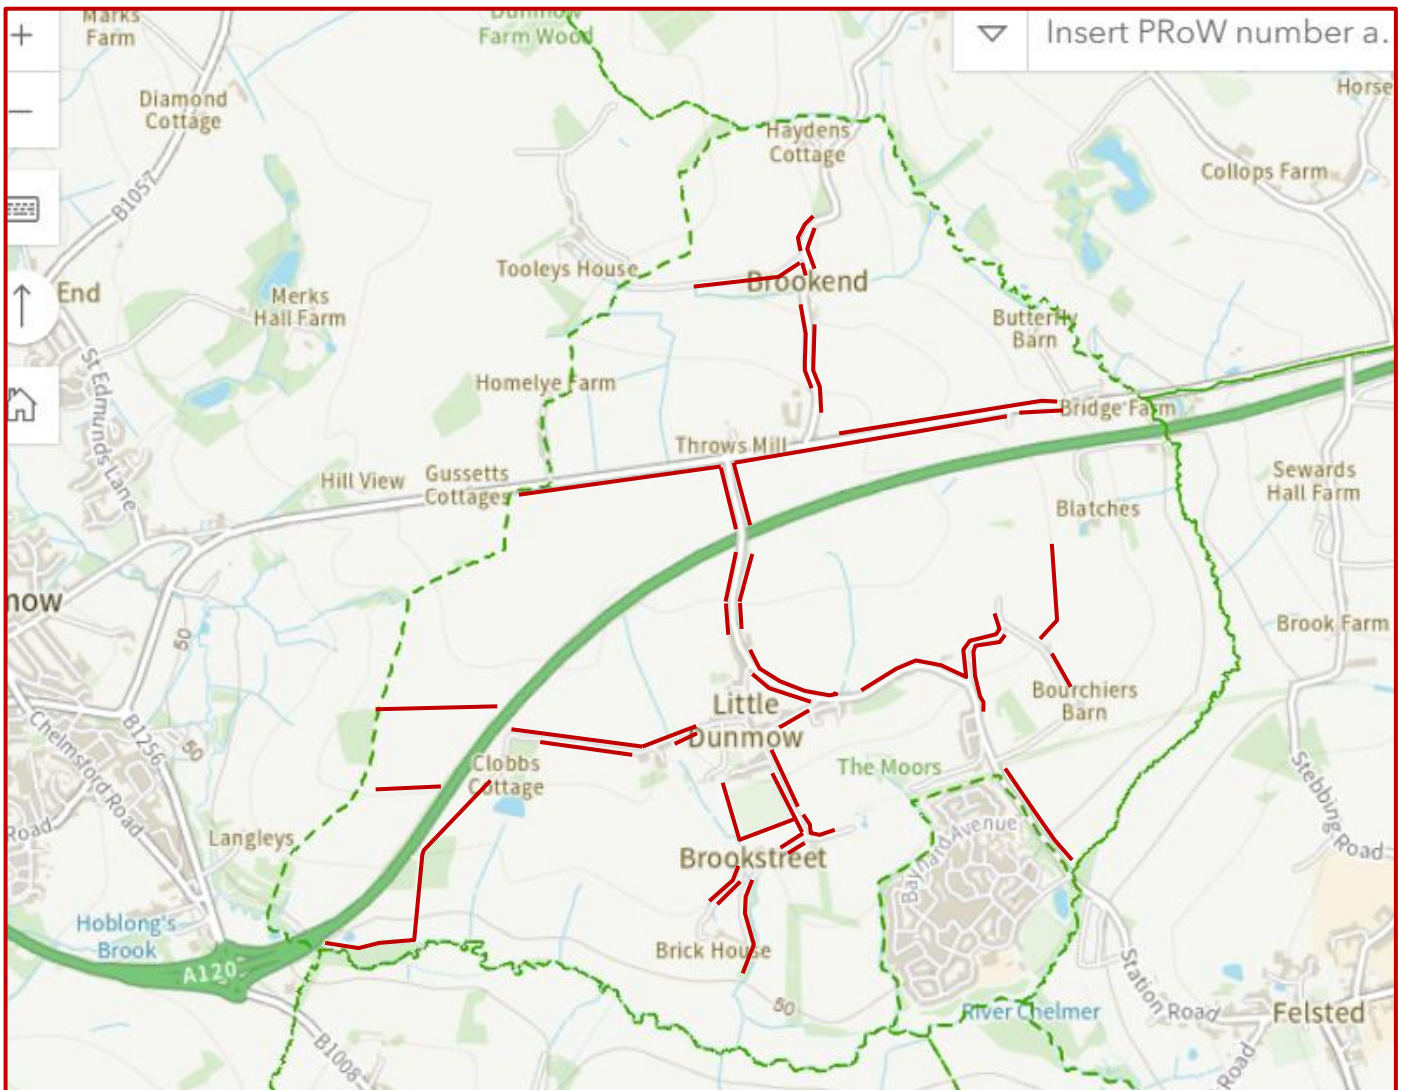 Marks
Farm
Dunmow
Farm Wood
Insert PRoW number a.
Diamond
Cottage
Haydens
Cottage
Horse
Collops Farm
B1057
Tooleys House
Brookend
End
Merks
Hall Farm
Butterfly
Barn
St Edmunds Lane
Homelye Farm
Bridge Farm
Throws Mill
Hill View
Gussetts
Cottages
Sewards
Hall Farm
Blatches
now
50
Brook Farm
Bourchiers
Barn
Little
Dunmow
Chelmsford Road
B1256
50
Clobbs
Cottage
The Moors
Stebbing Road
Road
Langleys
Brookstreet
Baynard Avenue
Hoblong's
Brook
A120
Brick House
50
Station Road
River Chelmer
Felsted
B1008
Road